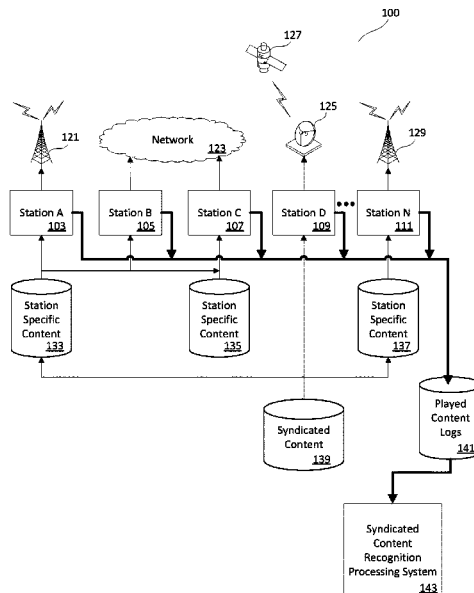 100
127
121
Network
123
125
129
Station A
103
Station B
105
Station C
107
Station D
109
Station N
111
Station
Specific
Content
133
Station
Specific
Content
135
Station
Specific
Content
137
Syndicated
Content
139
Played
Content
Logs
141
Syndicated
Content
Recognition
Processing System
143